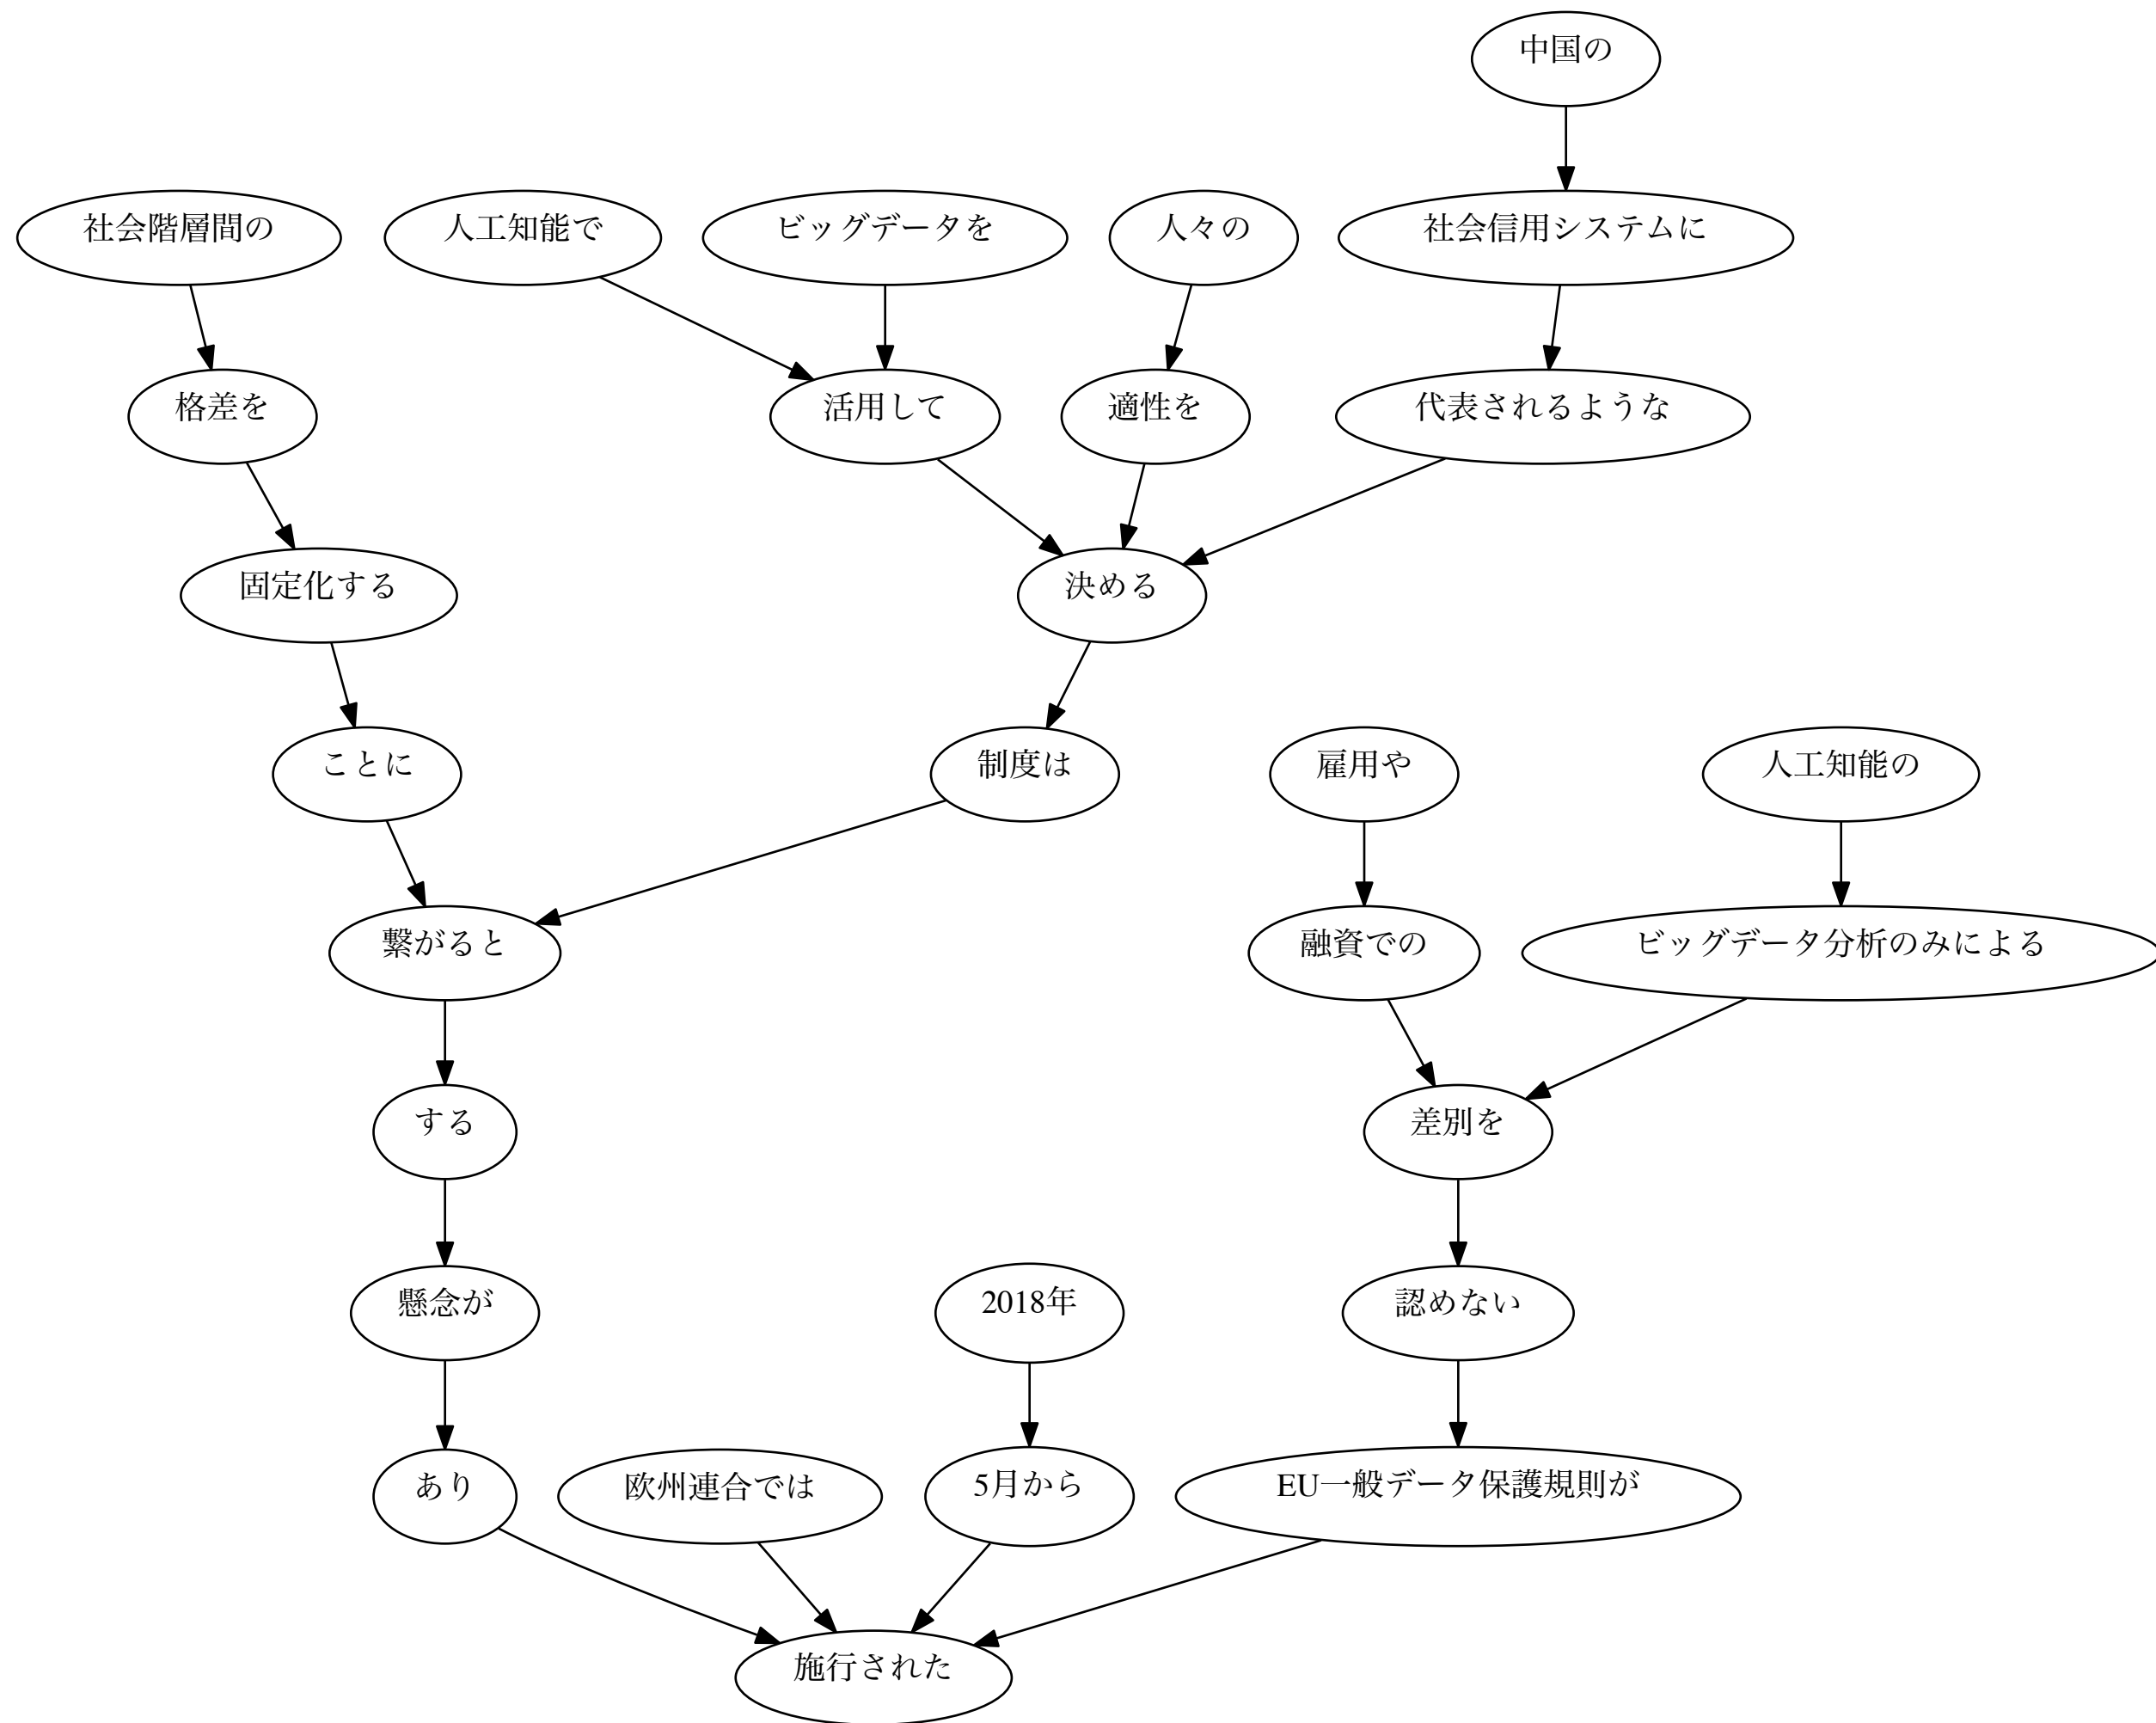 中国の
社会階層間の
人工知能で
ビッグデータを
人々の
社会信用システムに
格差を
活用して
適性を
代表されるような
固定化する
決める
ことに
制度は
雇用や
人工知能の
繋がると
融資での
ビッグデータ分析のみによる
する
差別を
懸念が
2018年
認めない
あり
欧州連合では
5月から
EU一般データ保護規則が
施行された